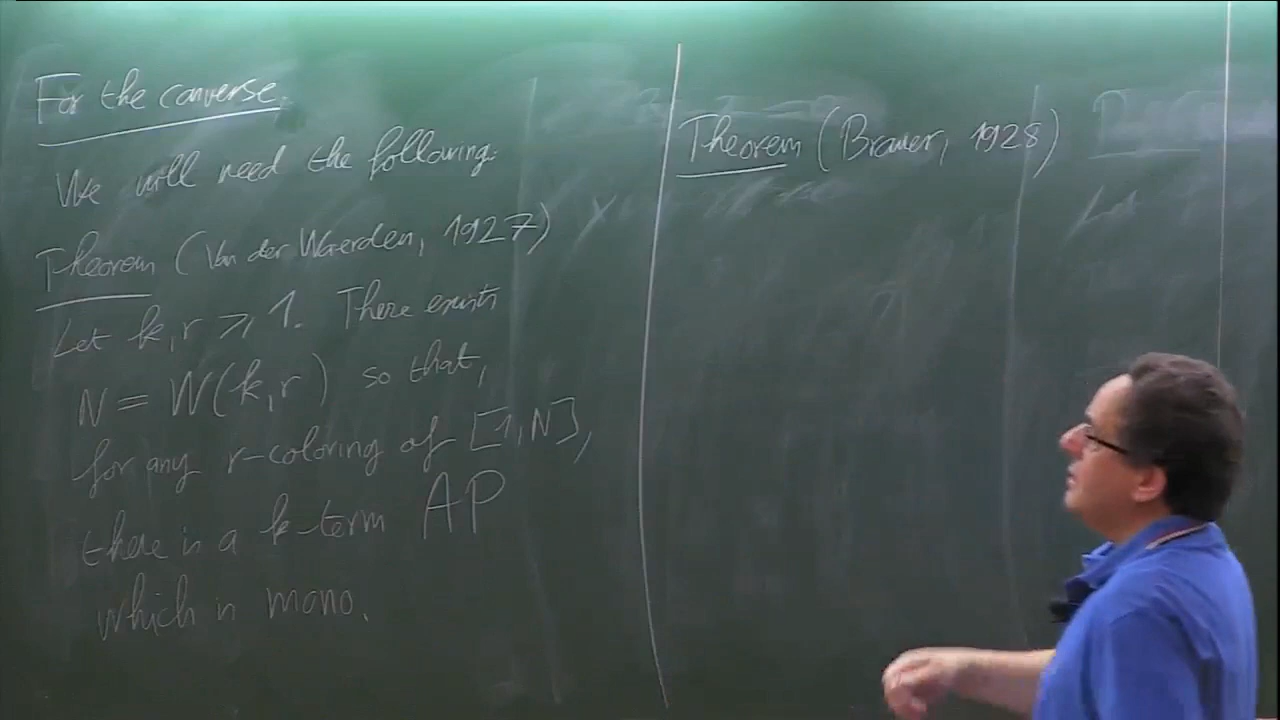 For the converse.
We will need the following:
Theorem (Van der Waerden, 1927)
Let k,r ⩾ 1. There exists
N = W(k,r) so that,
for any r-coloring of [1,N],
there is a k-term AP
which is mono.
Theorem (Brauer, 1928)